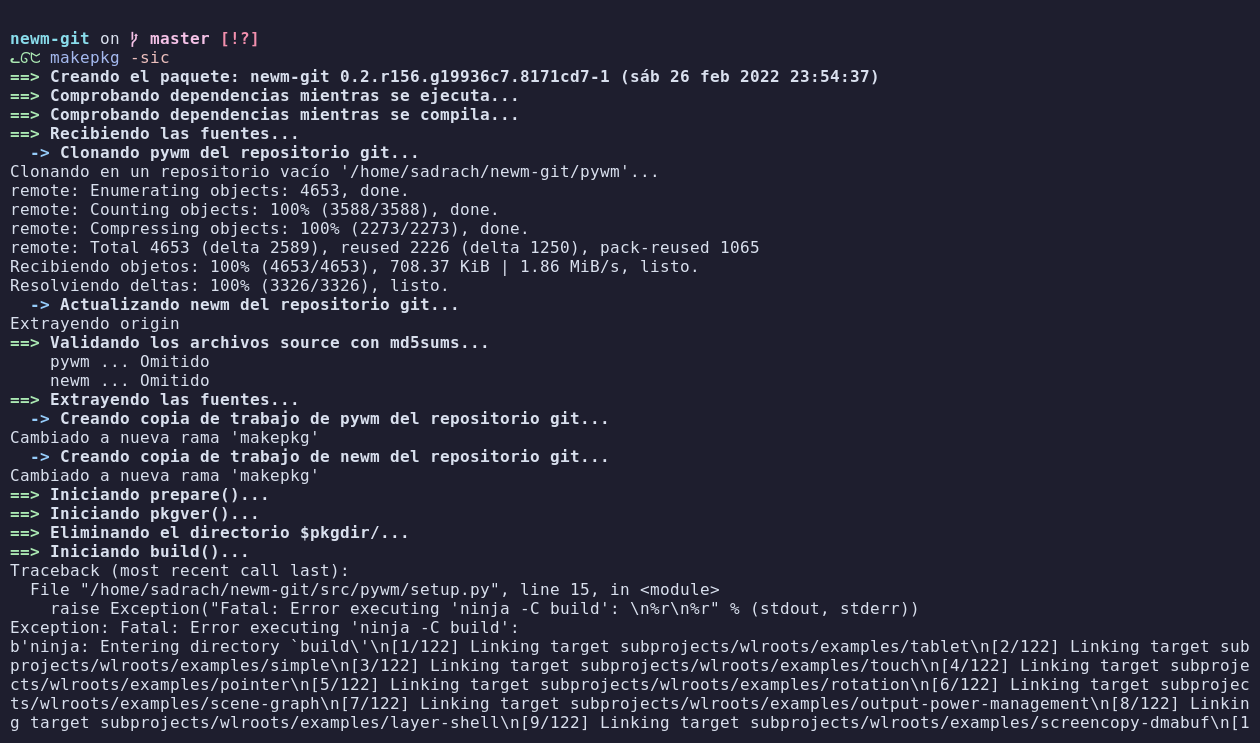 newm-git on master [!?]
makepkg -sic
==> Creando el paquete: newm-git 0.2.r156.g19936c7.8171cd7-1 (sáb 26 feb 2022 23:54:37)
==> Comprobando dependencias mientras se ejecuta...
==> Comprobando dependencias mientras se compila...
==> Recibiendo las fuentes...
  -> Clonando pywm del repositorio git...
Clonando en un repositorio vacío '/home/sadrach/newm-git/pywm'...
remote: Enumerating objects: 4653, done.
remote: Counting objects: 100% (3588/3588), done.
remote: Compressing objects: 100% (2273/2273), done.
remote: Total 4653 (delta 2589), reused 2226 (delta 1250), pack-reused 1065
Recibiendo objetos: 100% (4653/4653), 708.37 KiB | 1.86 MiB/s, listo.
Resolviendo deltas: 100% (3326/3326), listo.
  -> Actualizando newm del repositorio git...
Extrayendo origin
==> Validando los archivos source con md5sums...
    pywm ... Omitido
    newm ... Omitido
==> Extrayendo las fuentes...
  -> Creando copia de trabajo de pywm del repositorio git...
Cambiado a nueva rama 'makepkg'
  -> Creando copia de trabajo de newm del repositorio git...
Cambiado a nueva rama 'makepkg'
==> Iniciando prepare()...
==> Iniciando pkgver()...
==> Eliminando el directorio $pkgdir/...
==> Iniciando build()...
Traceback (most recent call last):
  File "/home/sadrach/newm-git/src/pywm/setup.py", line 15, in <module>
    raise Exception("Fatal: Error executing 'ninja -C build': \n%r\n%r" % (stdout, stderr))
Exception: Fatal: Error executing 'ninja -C build':
b'ninja: Entering directory `build\'\n[1/122] Linking target subprojects/wlroots/examples/tablet\n[2/122] Linking target sub
projects/wlroots/examples/simple\n[3/122] Linking target subprojects/wlroots/examples/touch\n[4/122] Linking target subproje
cts/wlroots/examples/pointer\n[5/122] Linking target subprojects/wlroots/examples/rotation\n[6/122] Linking target subprojec
ts/wlroots/examples/scene-graph\n[7/122] Linking target subprojects/wlroots/examples/output-power-management\n[8/122] Linkin
g target subprojects/wlroots/examples/layer-shell\n[9/122] Linking target subprojects/wlroots/examples/screencopy-dmabuf\n[1